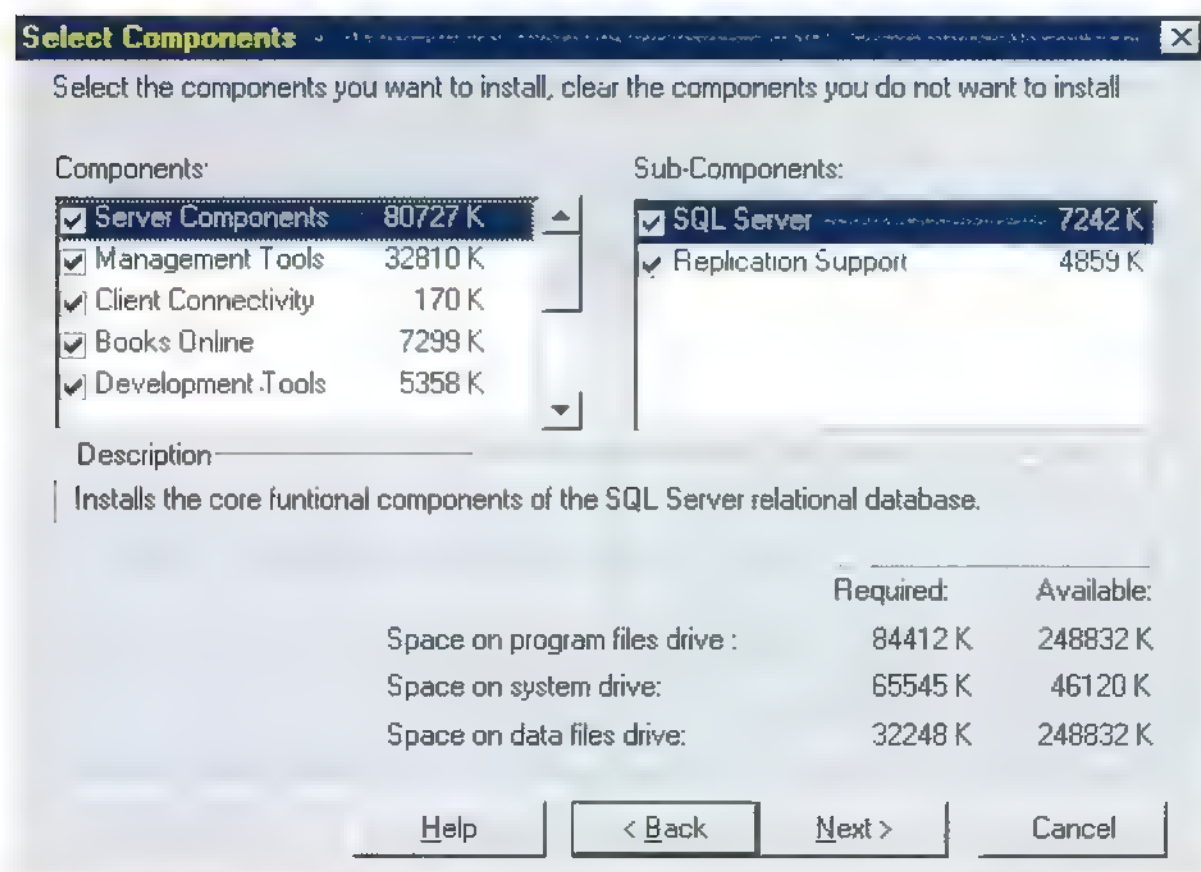 Select Components
Select the components you want to install, clear the components you do not want to install
Components:
Server Components 80727 K
Management Tools 32810 K
Client Connectivity 170 K
Books Online 7299 K
Development Tools 5358 K
Sub-Components:
SQL Server 7242 K
Replication Support 4859 K
Description
Installs the core funtional components of the SQL Server relational database.
Required: Available:
Space on program files drive : 84412 K 248832 K
Space on system drive: 65545 K 46120 K
Space on data files drive: 32248 K 248832 K
Help < Back Next > Cancel